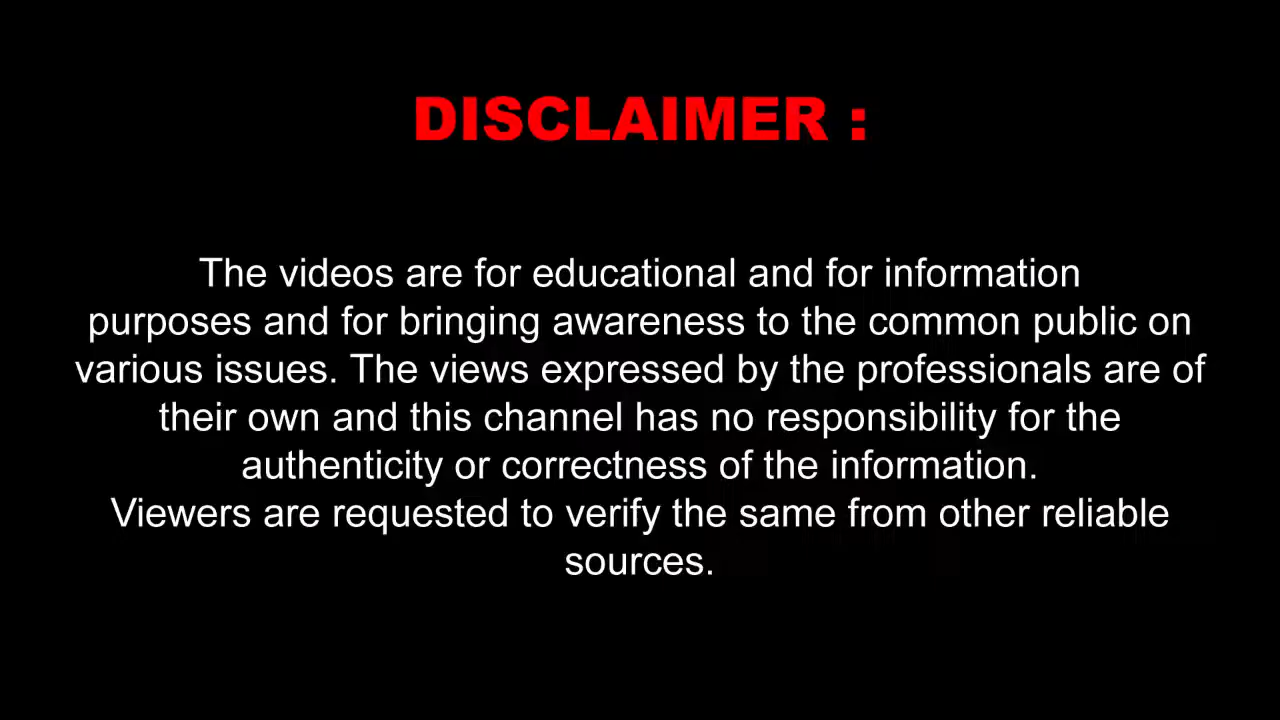 DISCLAIMER :
The videos are for educational and for information
purposes and for bringing awareness to the common public on
various issues. The views expressed by the professionals are of
their own and this channel has no responsibility for the
authenticity or correctness of the information.
Viewers are requested to verify the same from other reliable
sources.